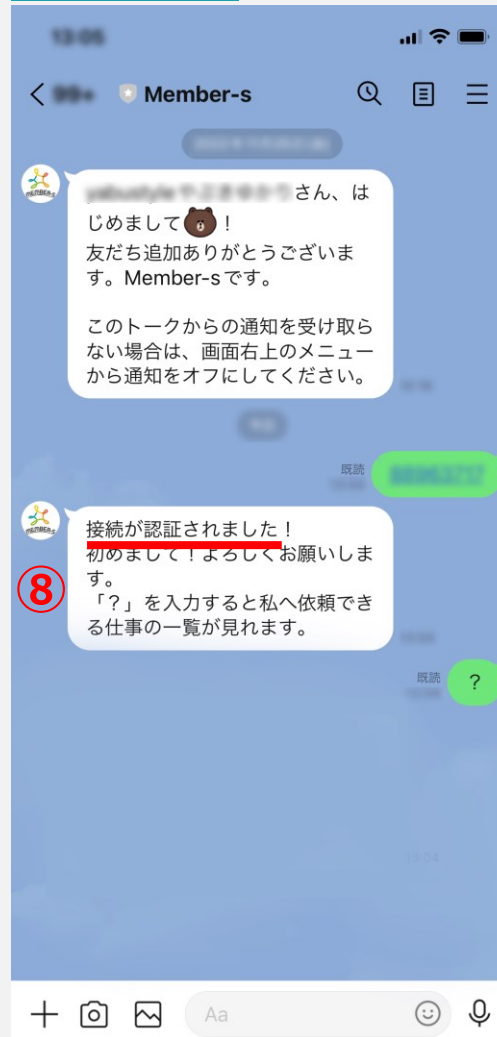 Member-s
さん、は
じめまして！
友だち追加ありがとうございま
す。Member-sです。
このトークからの通知を受け取ら
ない場合は、画面右上のメニュー
から通知をオフにしてください。
既読
接続が認証されました！
初めまして！よろしくお願いしま
す。
「？」を入力すると私へ依頼でき
る仕事の一覧が見れます。
⑧
既読
？
Aa